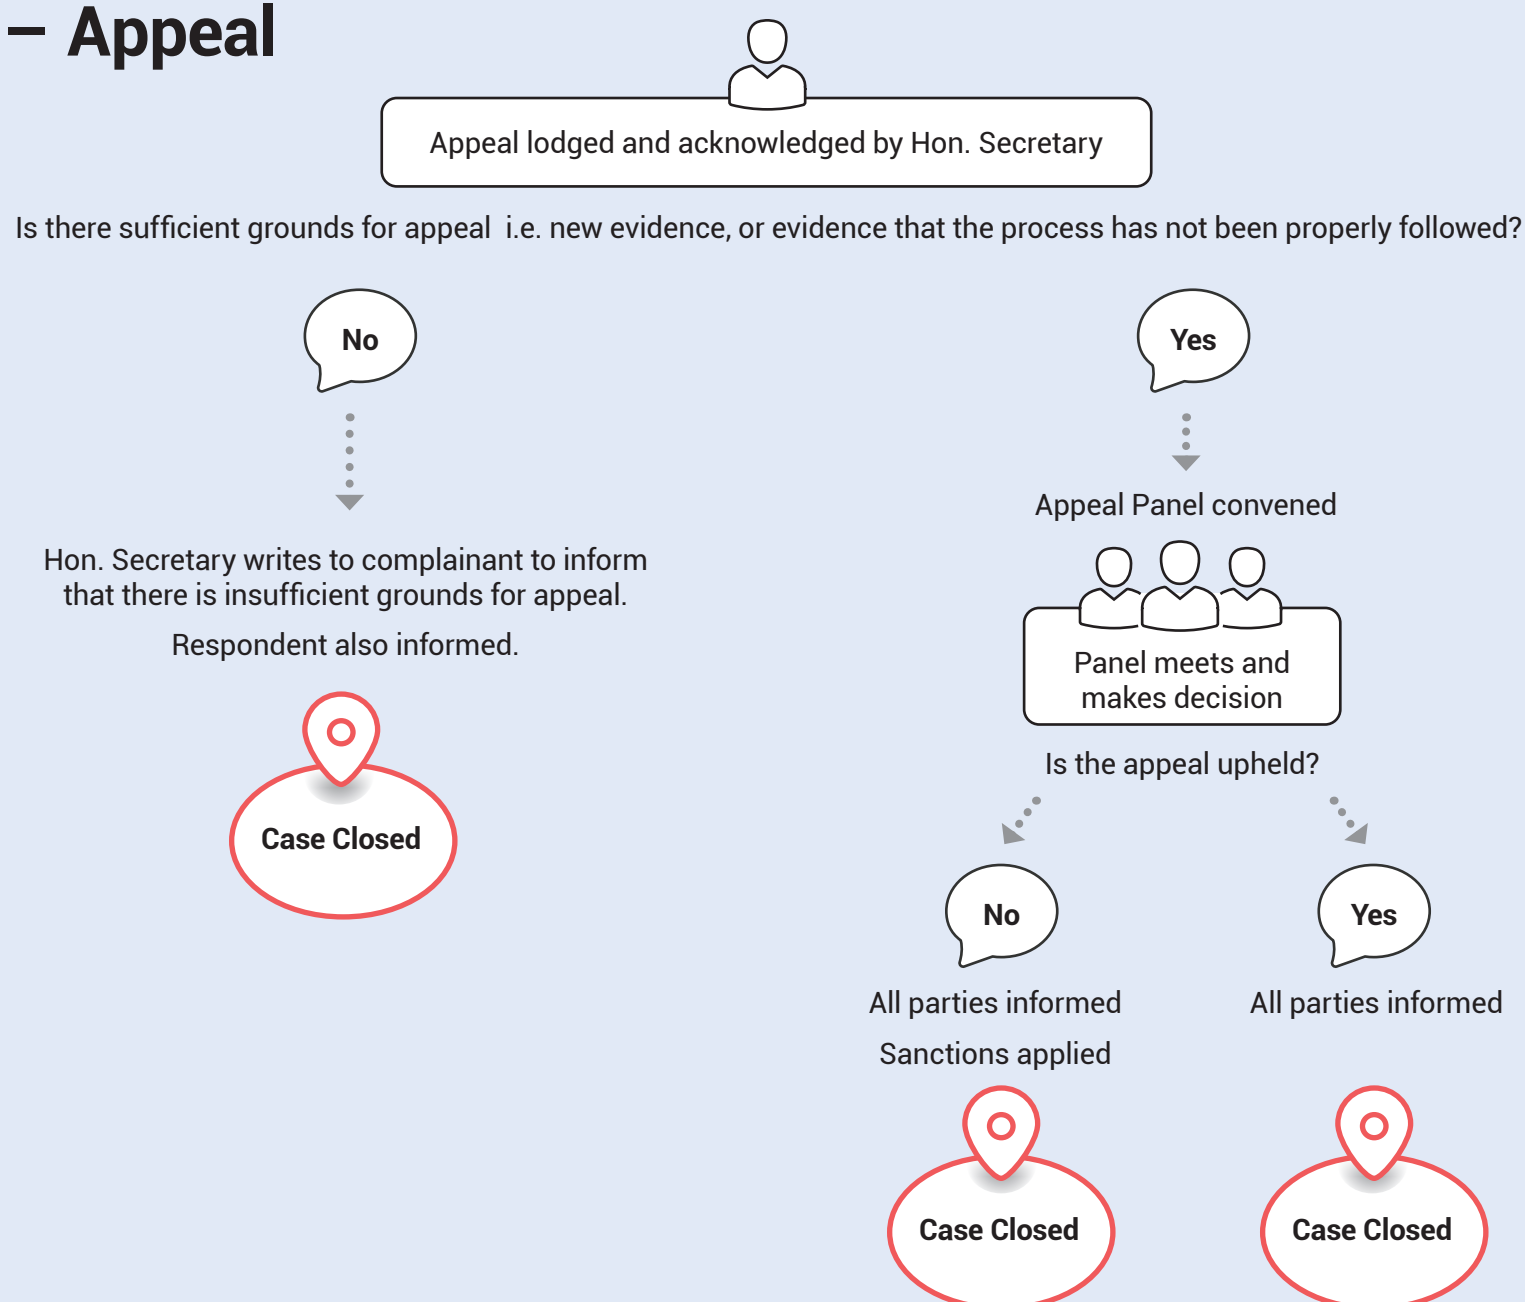 – Appeal
Appeal lodged and acknowledged by Hon. Secretary
Is there sufficient grounds for appeal i.e. new evidence, or evidence that the process has not been properly followed?
No
Hon. Secretary writes to complainant to inform
that there is insufficient grounds for appeal.
Respondent also informed.
Case Closed
Yes
Appeal Panel convened
Panel meets and
makes decision
Is the appeal upheld?
No
All parties informed
Sanctions applied
Case Closed
Yes
All parties informed
Case Closed